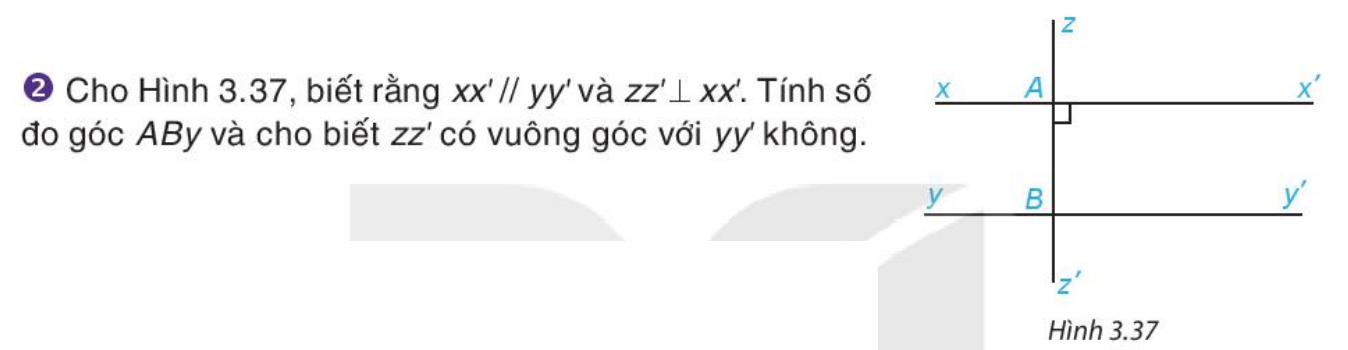 2 Cho Hình 3.37, biết rằng xx' // yy' và zz' ⊥ xx'. Tính số
đo góc ABy và cho biết zz' có vuông góc với yy' không.
z
x A x'
y B y'
z'
Hình 3.37